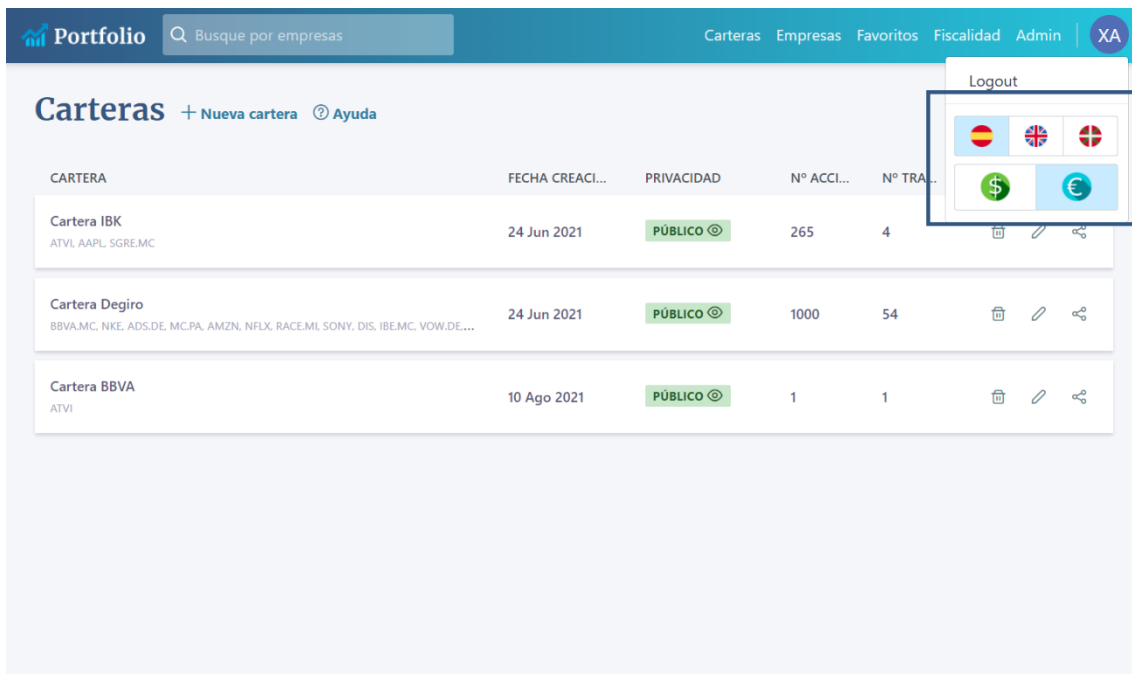 Portfolio Busque por empresas Carteras Empresas Favoritos Fiscalidad Admin XA
Logout
Carteras + Nueva cartera ? Ayuda
$ €
CARTERA FECHA CREACI... PRIVACIDAD Nº ACCI... Nº TRA...
Cartera IBK
ATVI, AAPL, SGRE.MC
24 Jun 2021 PÚBLICO 265 4
Cartera Degiro
BBVA.MC, NKE, ADS.DE, MC.PA, AMZN, NFLX, RACE.MI, SONY, DIS, IBE.MC, VOW.DE,...
24 Jun 2021 PÚBLICO 1000 54
Cartera BBVA
ATVI
10 Ago 2021 PÚBLICO 1 1